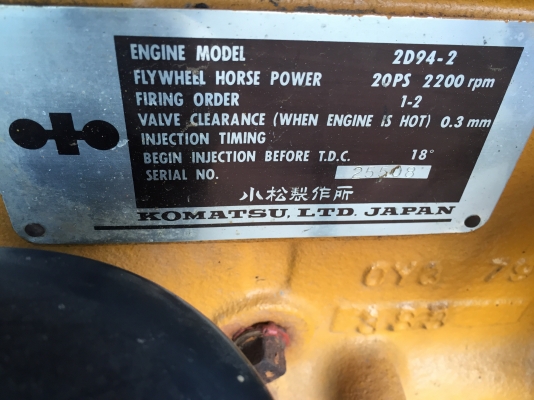 ENGINE MODEL 2D94-2
FLYWHEEL HORSE POWER 20PS 2200 rpm
FIRING ORDER 1-2
VALVE CLEARANCE (WHEN ENGINE IS HOT) 0.3 mm
INJECTION TIMING
BEGIN INJECTION BEFORE T.D.C. 18°
SERIAL NO. 25508
小松製作所
KOMATSU, LTD. JAPAN
79